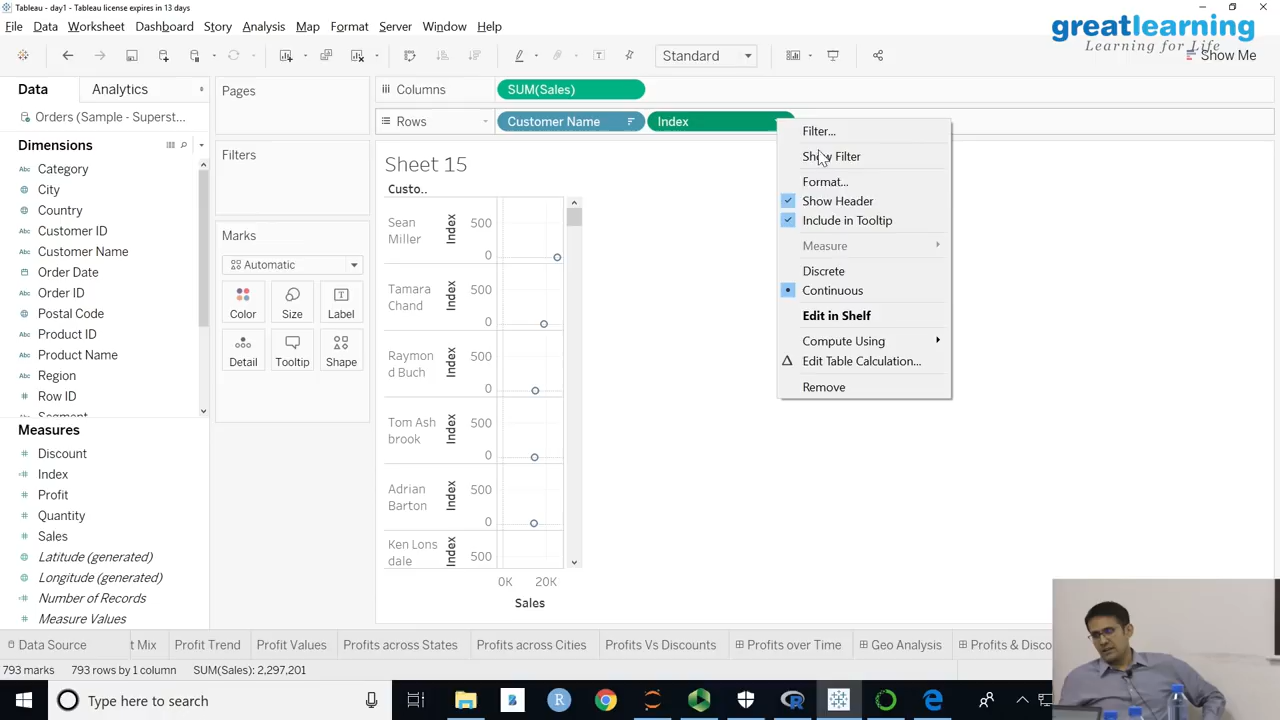 Tableau - day1 - Tableau license expires in 13 days
File Data Worksheet Dashboard Story Analysis Map Format Server Window Help
greatlearning
Learning for Life
Standard
Show Me
Data Analytics
Pages
Columns SUM(Sales)
Orders (Sample - Superst...
Rows Customer Name Index
Dimensions
Filters
Category
City
Country
Customer ID
Customer Name
Order Date
Order ID
Postal Code
Product ID
Product Name
Region
Row ID
Segment
Measures
Discount
Index
Profit
Quantity
Sales
Latitude (generated)
Longitude (generated)
Number of Records
Measure Values
Marks
Automatic
Color Size Label
Detail Tooltip Shape
Sheet 15
Custo..
Sean
Miller
Index
500
0
Tamara
Chand
Index
500
0
Raymon
d Buch
Index
500
0
Tom Ash
brook
Index
500
0
Adrian
Barton
Index
500
0
Ken Lons
dale
Index
500
0K 20K
Sales
Filter...
Show Filter
Format...
Show Header
Include in Tooltip
Measure
Discrete
Continuous
Edit in Shelf
Compute Using
Edit Table Calculation...
Remove
Data Source t Mix Profit Trend Profit Values Profits across States Profits across Cities Profits Vs Discounts Profits over Time Geo Analysis Profits & Disco
793 marks 793 rows by 1 column SUM(Sales): 2,297,201
Type here to search